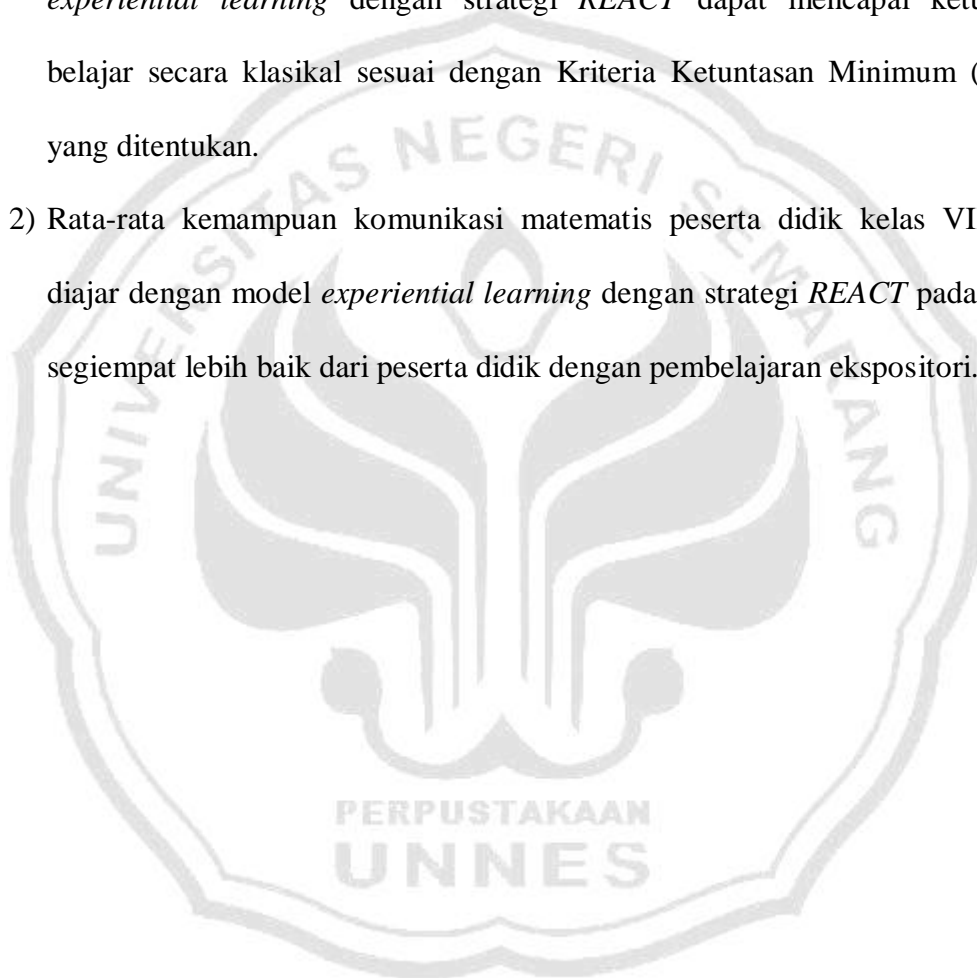 experiential learning dengan strategi REACT dapat mencapai
belajar secara klasikal sesuai dengan Kriteria Ketuntasan Minimum (
yang ditentukan.
2) Rata-rata kemampuan komunikasi matematis peserta didik kelas
diajar dengan model experiential learning dengan strategi REACT pada
segiempat lebih baik dari peserta didik dengan pembelajaran ekspositori.
UNIVERSITAS NEGERI SEMARANG
PERPUSTAKAAN
UNNES